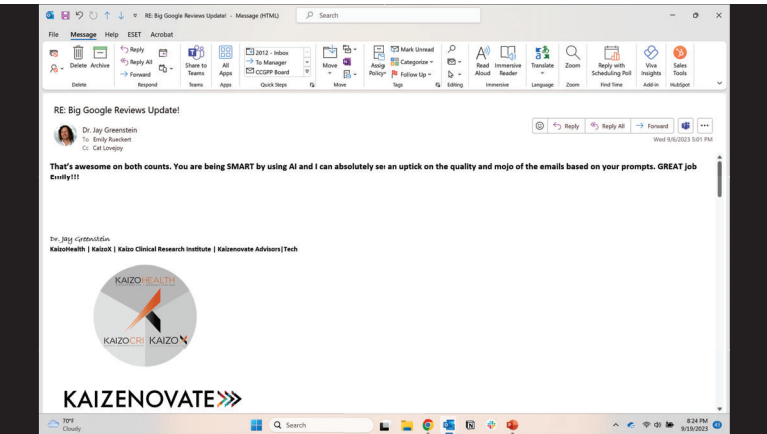 RE: Big Google Reviews Update! - Message (HTML)
Search
File Message Help ESET Acrobat
Delete Archive
Reply
Reply All
Forward
Share to Teams
All Apps
2012 - Inbox
To Manager
CCGPP Board
Move
Assign Policy
Mark Unread
Categorize
Follow Up
Read Aloud
Immersive Reader
Translate
Zoom
Reply with Scheduling Poll
Viva Insights
Sales Tools
Delete Respond Teams Apps Quick Steps Move Tags Editing Immersive Language Zoom Find Time Add-in HubSpot
RE: Big Google Reviews Update!
Dr. Jay Greenstein
To Emily Rueckert
Cc Cat Lovejoy
Reply Reply All Forward
Wed 9/6/2023 5:01 PM
That's awesome on both counts. You are being SMART by using AI and I can absolutely see an uptick on the quality and mojo of the emails based on your prompts. GREAT job
Emily!!!
Dr. Jay Greenstein
KaizoHealth | KaizoX | Kaizo Clinical Research Institute | Kaizenovate Advisors|Tech
KAIZOHEALTH
KAIZOCRI KAIZOX
KAIZENOVATE
70°F
Cloudy
Search
8:24 PM
9/19/2023